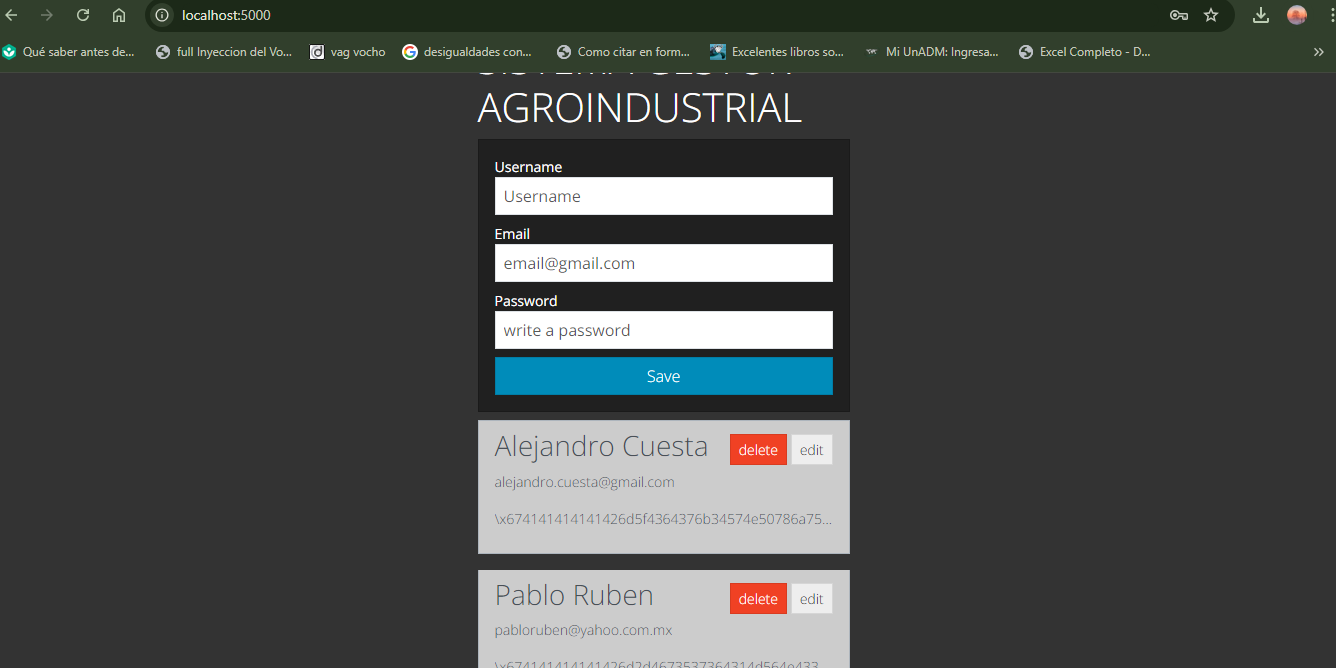 localhost:5000
Qué saber antes de... full Inyeccion del Vo... vag vocho desigualdades con... Como citar en form... Excelentes libros so... Mi UnADM: Ingresa... Excel Completo - D...
AGROINDUSTRIAL
Username
Username
Email
email@gmail.com
Password
write a password
Save
Alejandro Cuesta delete edit
alejandro.cuesta@gmail.com
\x674141414141426d5f4364376b34574e50786a75...
Pablo Ruben delete edit
pabloruben@yahoo.com.mx